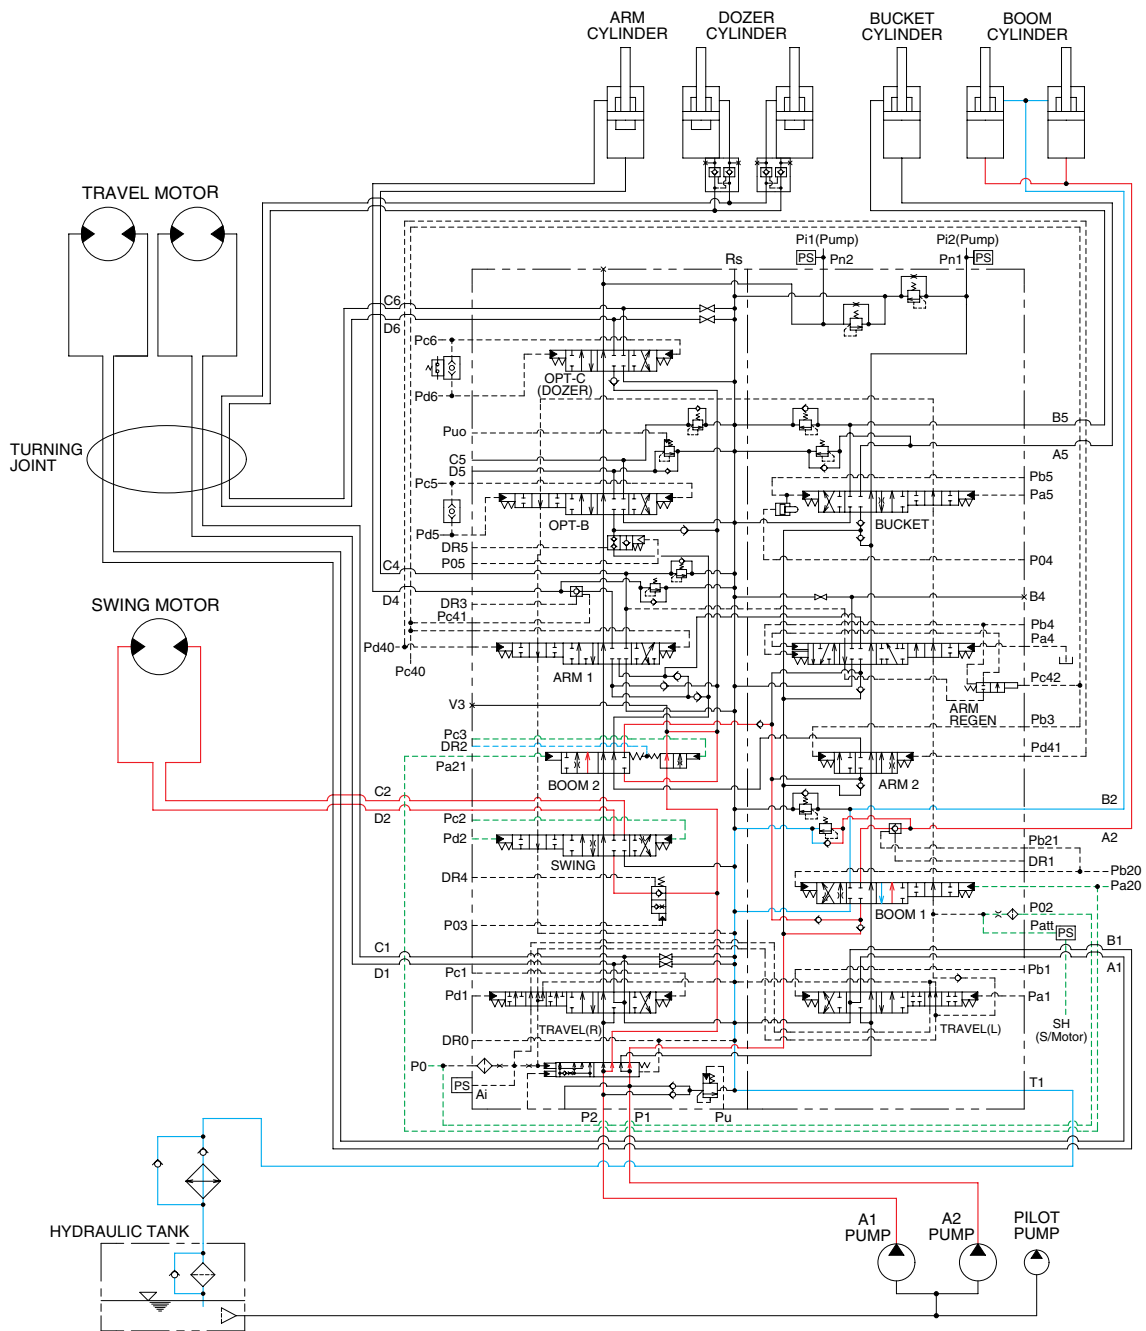 ARM
CYLINDER
DOZER
CYLINDER
BUCKET
CYLINDER
BOOM
CYLINDER
TRAVEL MOTOR
Pi1(Pump)
Pi2(Pump)
Rs
PS
Pn2
Pn1
PS
C6
D6
Pc6
OPT-C
(DOZER)
Pd6
Puo
B5
TURNING
JOINT
C5
A5
D5
Pc5
Pb5
Pa5
OPT-B
BUCKET
Pd5
DR5
P05
P04
C4
D4
B4
DR3
Pc41
Pb4
SWING MOTOR
Pa4
Pd40
Pc40
ARM 1
Pc42
ARM
REGEN
V3
Pb3
Pc3
DR2
Pd41
Pa21
BOOM 2
ARM 2
C2
D2
B2
Pc2
Pd2
A2
Pb21
SWING
DR1
Pb20
DR4
Pa20
BOOM 1
P02
P03
Patt
PS
C1
B1
D1
A1
Pc1
Pb1
Pd1
Pa1
TRAVEL(R)
TRAVEL(L)
SH
(S/Motor)
DR0
P0
PS
Ai
T1
P2
P1
Pu
HYDRAULIC TANK
A1
PUMP
A2
PUMP
PILOT
PUMP